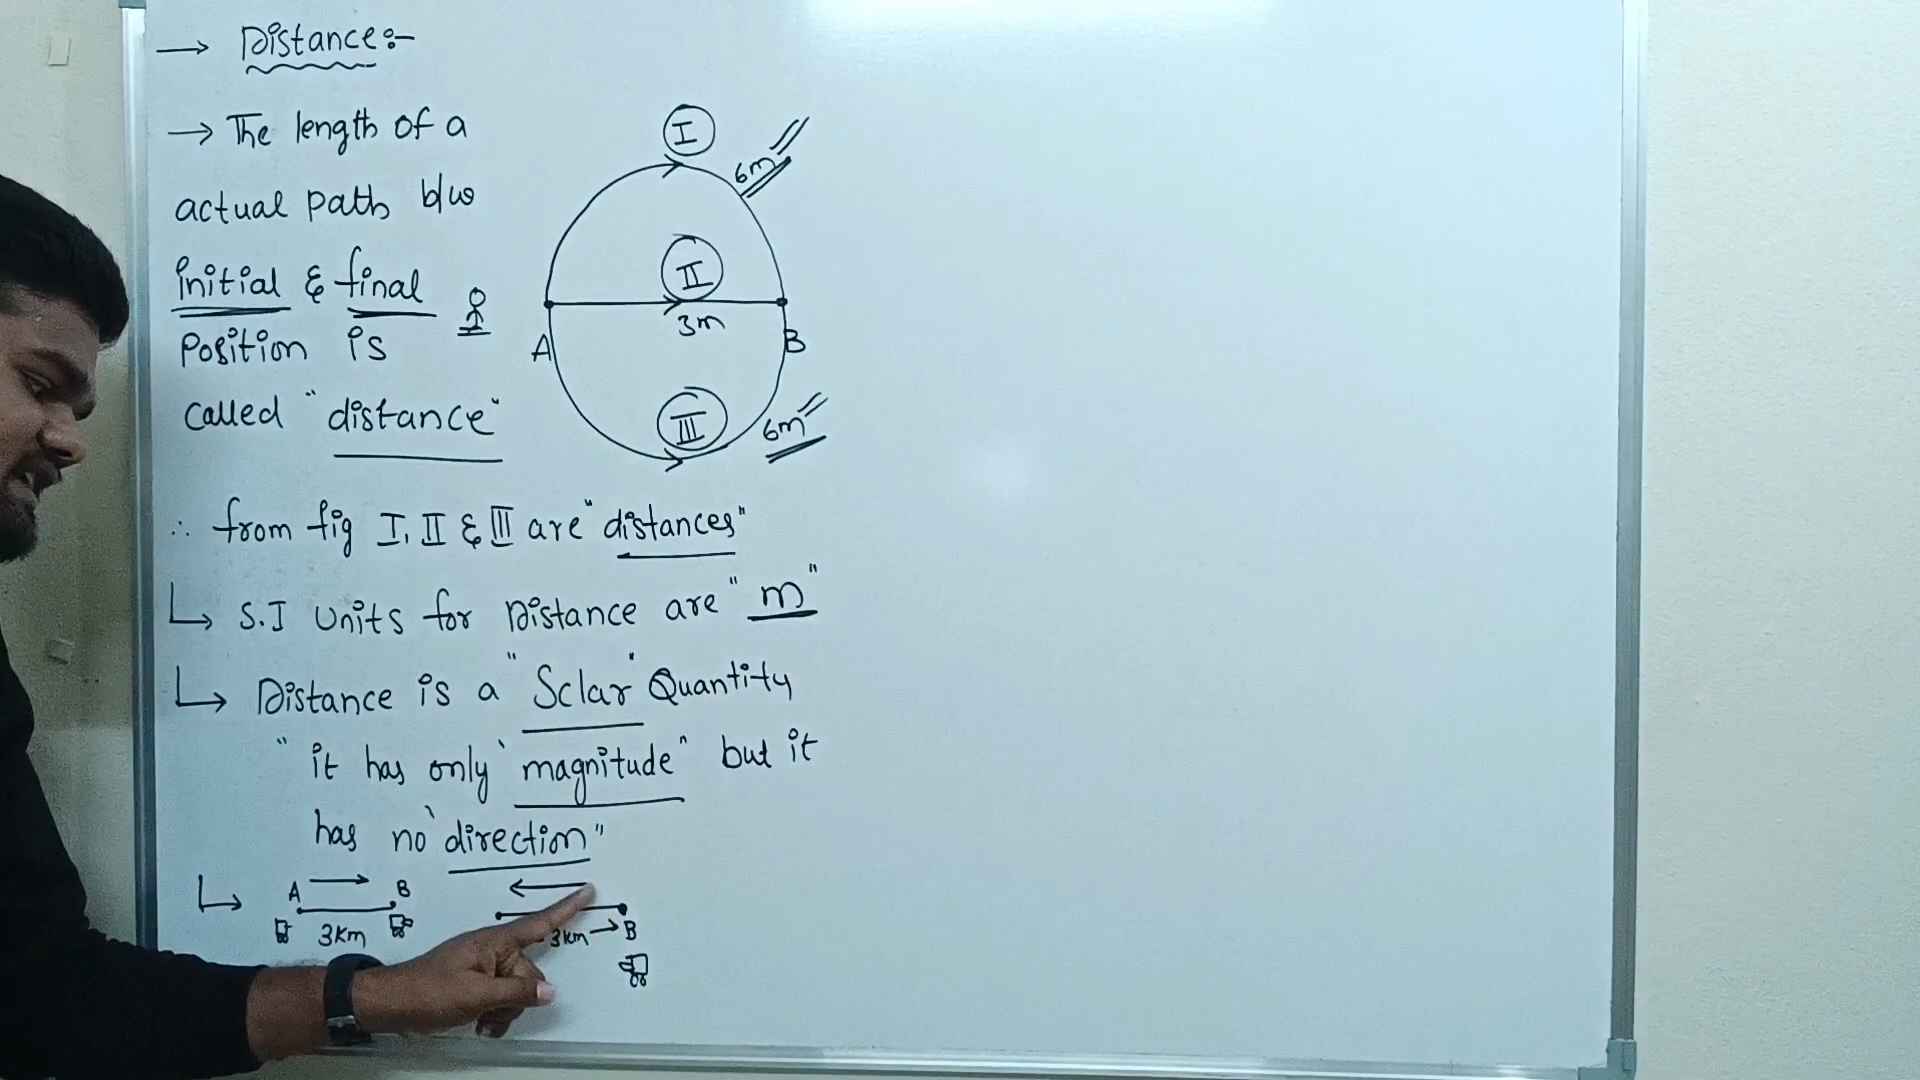 → Distance:-
→ The length of a
actual path b/w
initial & final
position is
called "distance"
I
6m
II
3m
A
B
III
6m
∴ from fig I, II & III are "distances"
↳ S.I Units for Distance are "m"
↳ Distance is a "Sclar" Quantity
"it has only 'magnitude" but it
has no 'direction"
↳ A → B ←
3km 3km → B